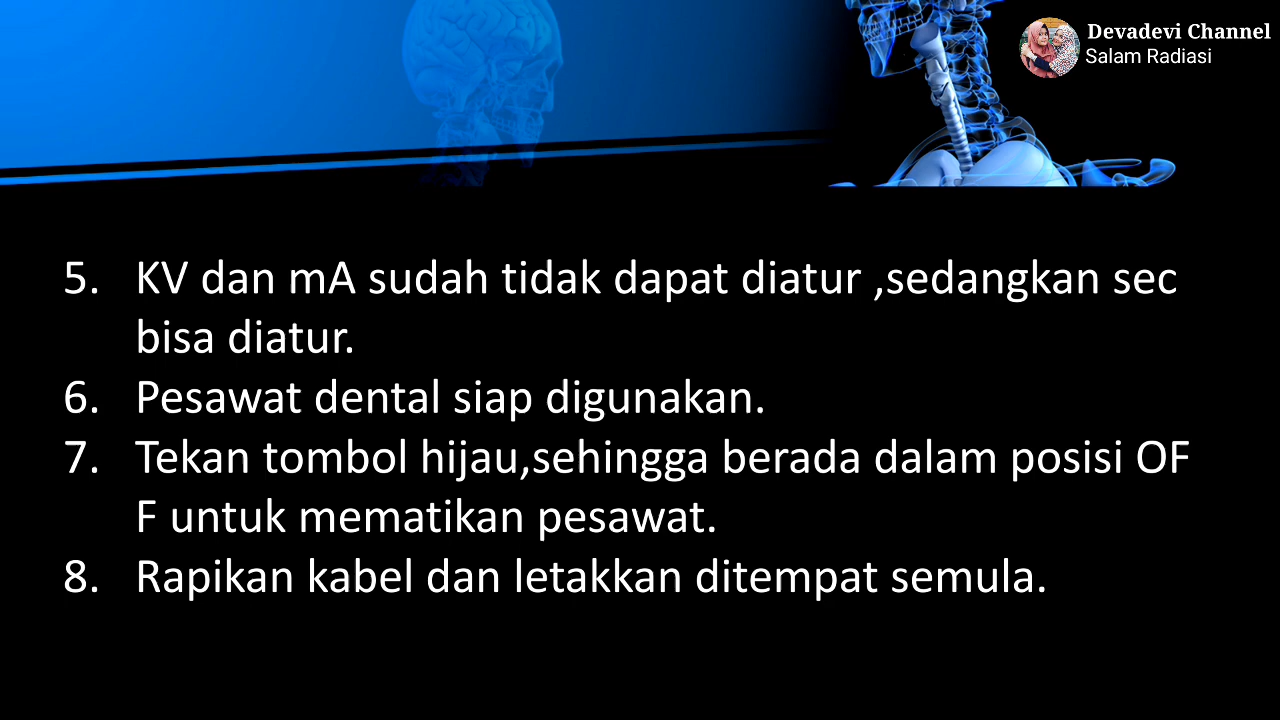 Devadevi Channel
Salam Radiasi
5. KV dan mA sudah tidak dapat diatur ,sedangkan sec
bisa diatur.
6. Pesawat dental siap digunakan.
7. Tekan tombol hijau,sehingga berada dalam posisi OF
F untuk mematikan pesawat.
8. Rapikan kabel dan letakkan ditempat semula.